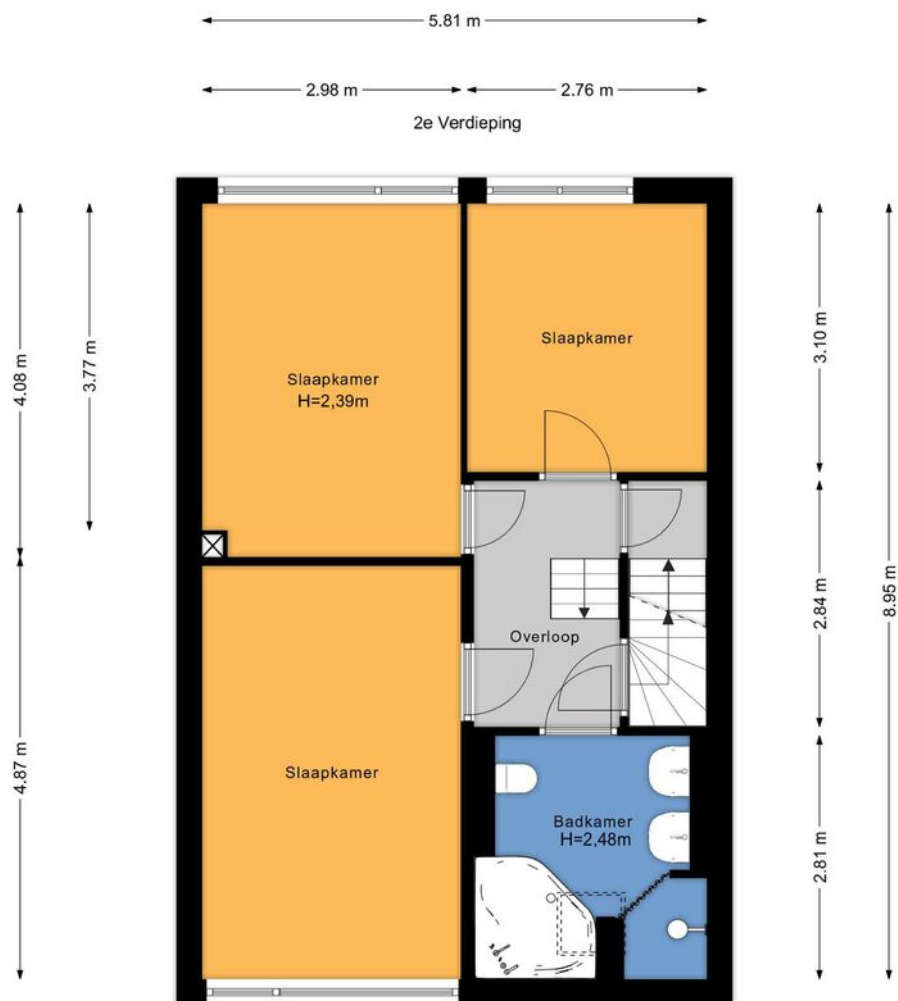 5.81 m
2.98 m
2.76 m
2e Verdieping
4.08 m
3.77 m
3.10 m
8.95 m
Slaapkamer
Slaapkamer
H=2,39m
2.84 m
Overloop
4.87 m
Slaapkamer
Badkamer
H=2,48m
2.81 m